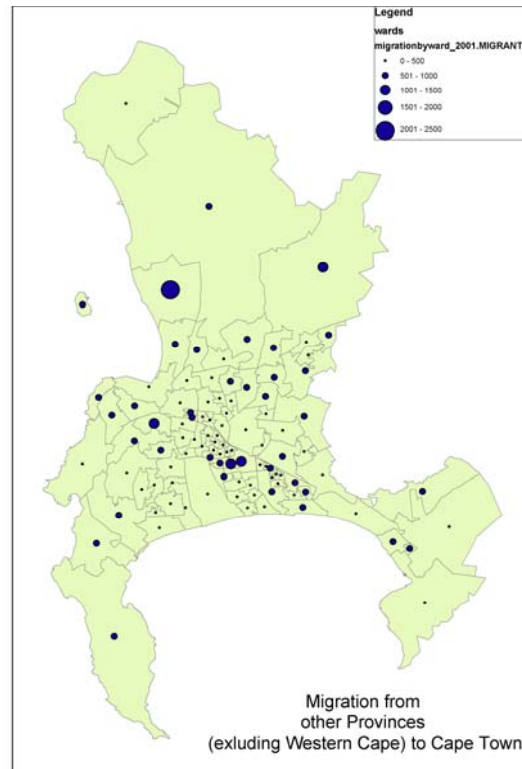 Legend
wards
migrationbyward_2001.MIGRANT
0 - 500
501 - 1000
1001 - 1500
1501 - 2000
2001 - 2500
Migration from
other Provinces
(exluding Western Cape) to Cape Town